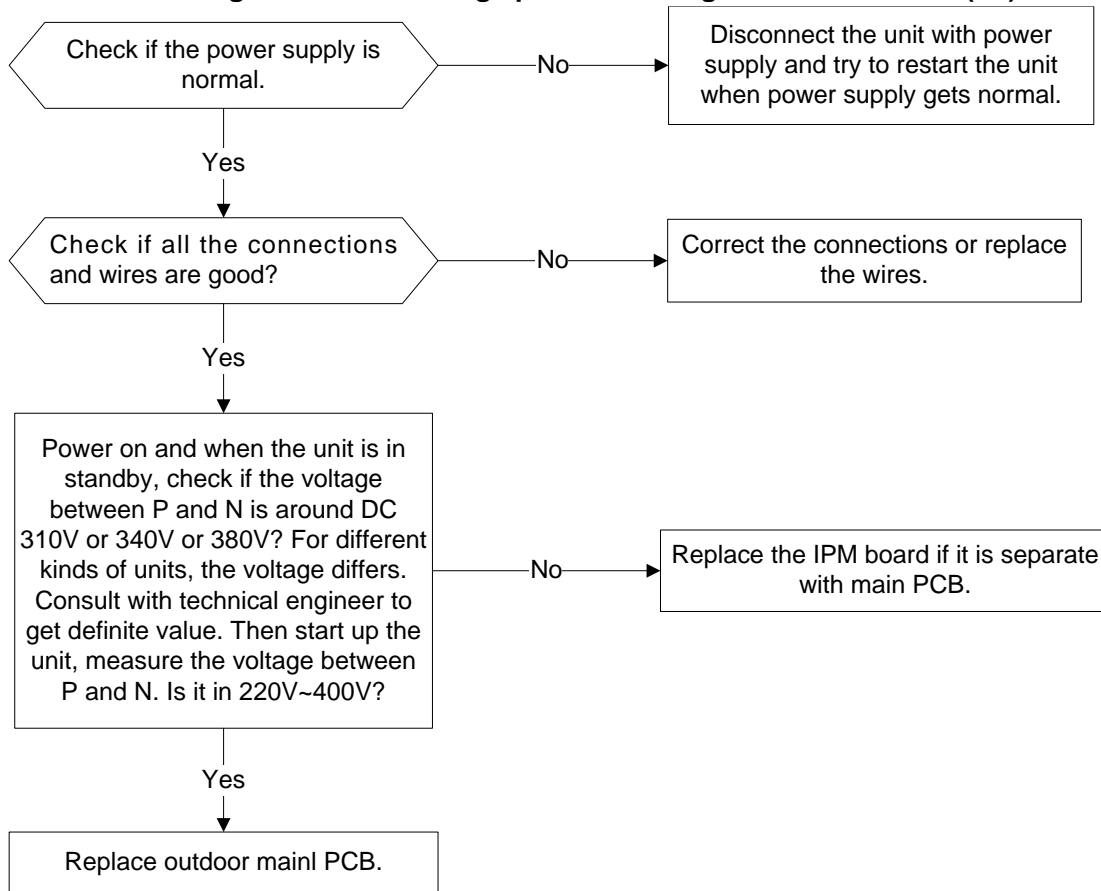 Check if the power supply is
normal.
No
Disconnect the unit with power
supply and try to restart the unit
when power supply gets normal.
Yes
Check if all the connections
and wires are good?
No
Correct the connections or replace
the wires.
Yes
Power on and when the unit is in
standby, check if the voltage
between P and N is around DC
310V or 340V or 380V? For different
kinds of units, the voltage differs.
Consult with technical engineer to
get definite value. Then start up the
unit, measure the voltage between
P and N. Is it in 220V~400V?
No
Replace the IPM board if it is separate
with main PCB.
Yes
Replace outdoor mainl PCB.